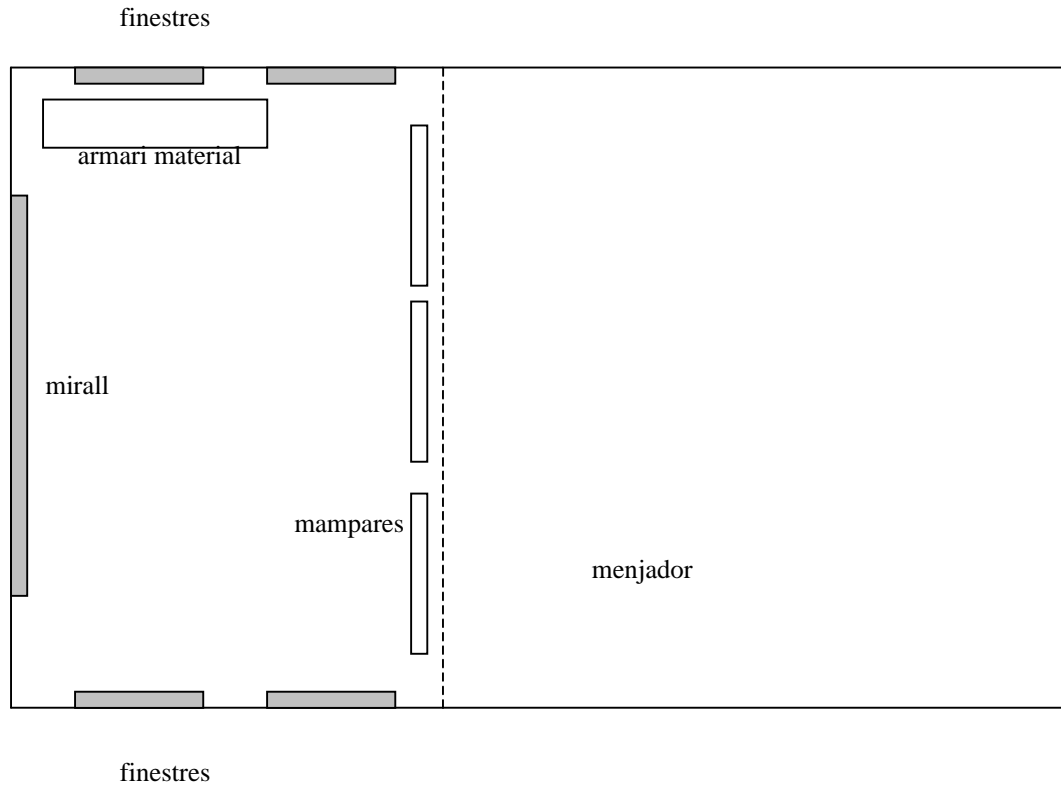 finestres
armari material
mirall
mampares
menjador
finestres